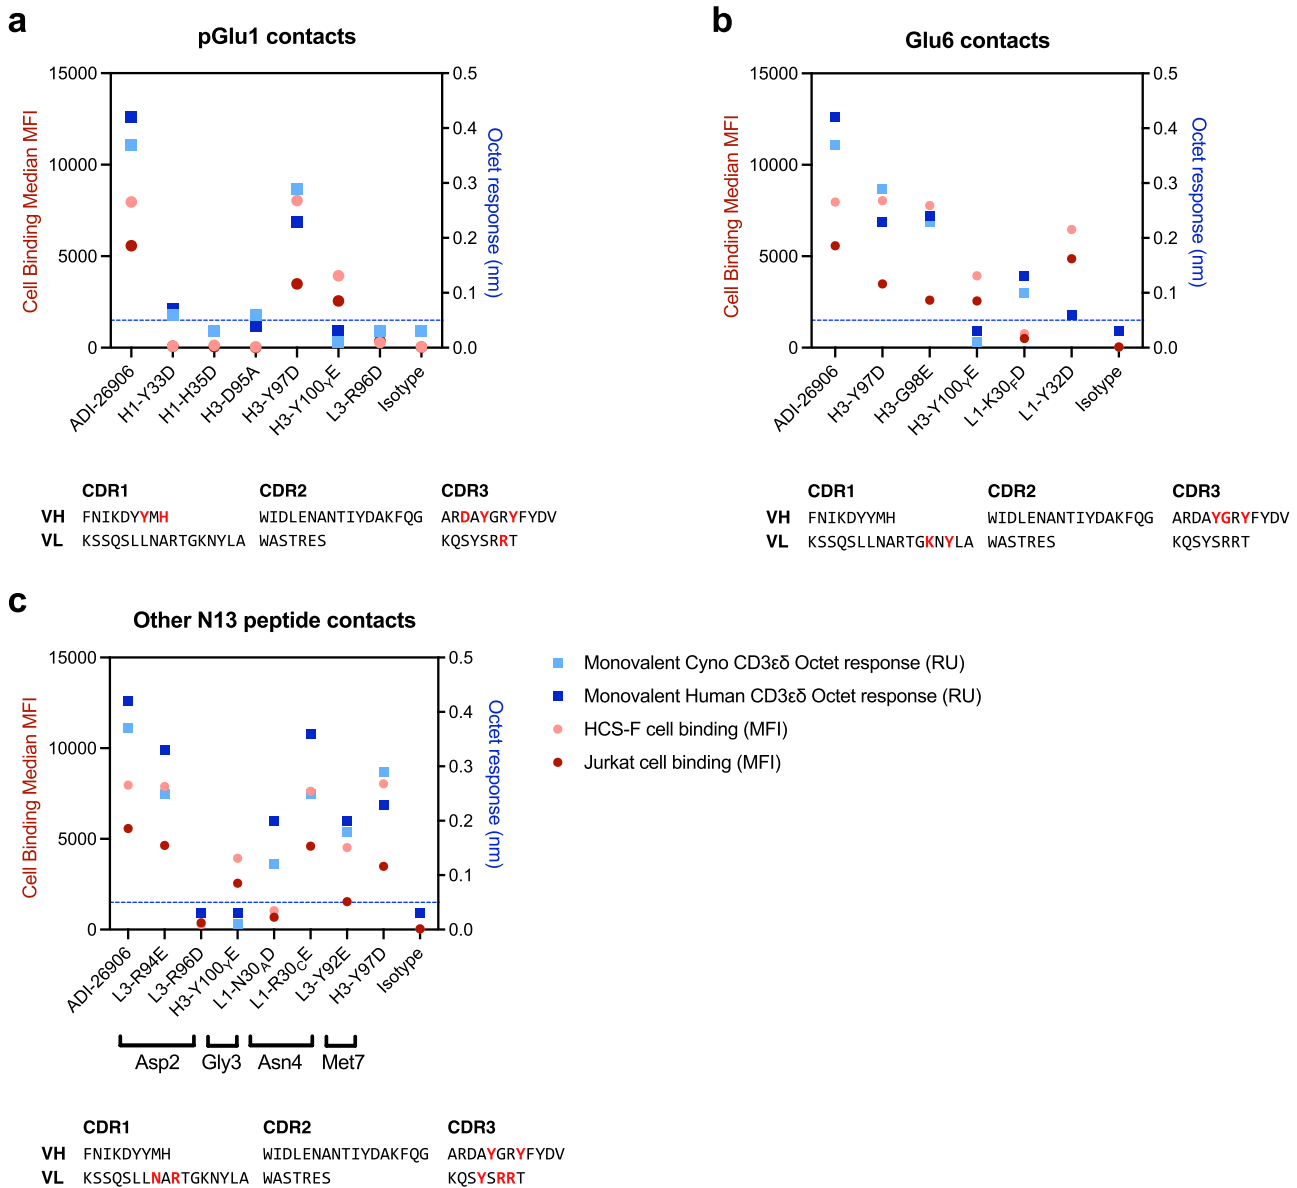 a
pGlu1 contacts
Cell Binding Median MFI
15000
10000
5000
0
0.5
0.4
0.3
0.2
0.1
0.0
Octet response (nm)
ADI-26906
H1-Y33D
H1-H35D
H3-D95A
H3-Y97D
H3-Y100YE
L3-R96D
Isotype
CDR1 CDR2 CDR3
VH FNIKDYYMH WIDLENANTIYDAKFQG ARDAYGRYFYDV
VL KSSQSLLNARTGKNYLA WASTRES KQSYSRRT
b
Glu6 contacts
Cell Binding Median MFI
15000
10000
5000
0
0.5
0.4
0.3
0.2
0.1
0.0
Octet response (nm)
ADI-26906
H3-Y97D
H3-G98E
H3-Y100YE
L1-K30FD
L1-Y32D
Isotype
CDR1 CDR2 CDR3
VH FNIKDYYMH WIDLENANTIYDAKFQG ARDAYGRYFYDV
VL KSSQSLLNARTGKNYLA WASTRES KQSYSRRT
c
Other N13 peptide contacts
Cell Binding Median MFI
15000
10000
5000
0
0.5
0.4
0.3
0.2
0.1
0.0
Octet response (nm)
ADI-26906
L3-R94E
L3-R96D
H3-Y100YE
L1-N30AD
L1-R30CE
L3-Y92E
H3-Y97D
Isotype
Asp2 Gly3 Asn4 Met7
Monovalent Cyno CD3εδ Octet response (RU)
Monovalent Human CD3εδ Octet response (RU)
HCS-F cell binding (MFI)
Jurkat cell binding (MFI)
CDR1 CDR2 CDR3
VH FNIKDYYMH WIDLENANTIYDAKFQG ARDAYGRYFYDV
VL KSSQSLLNARTGKNYLA WASTRES KQSYSRRT